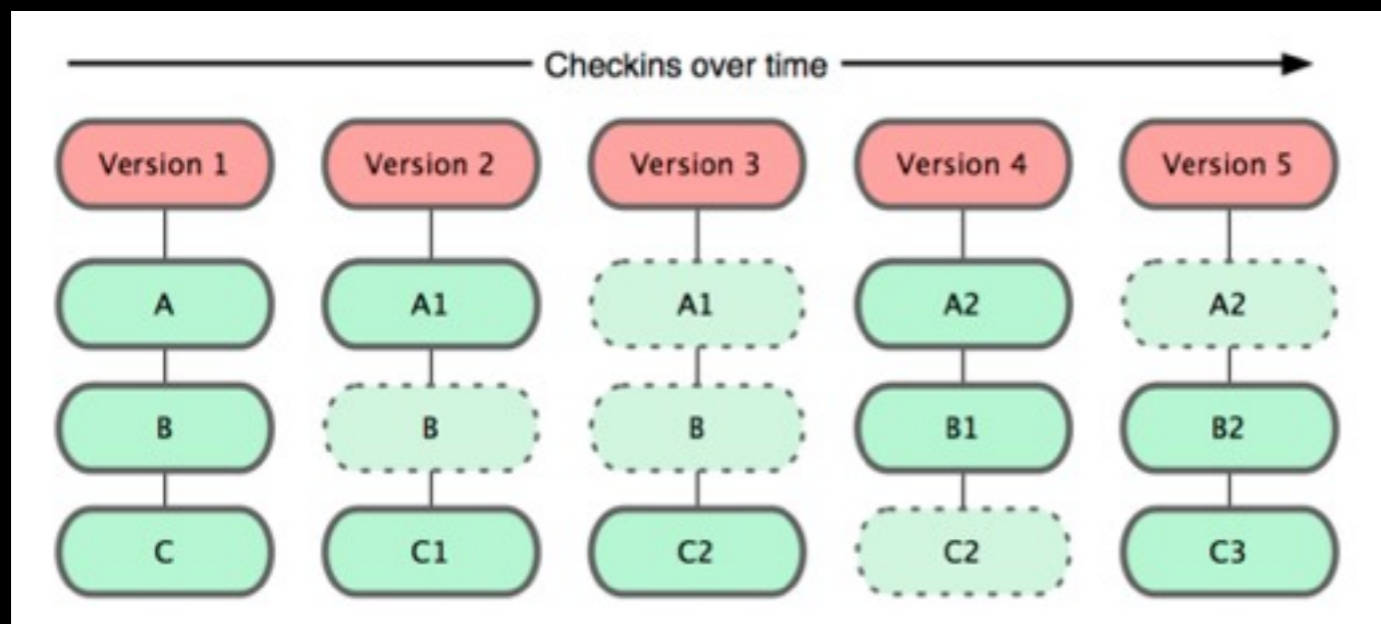 Checkins over time
Version 1 Version 2 Version 3 Version 4 Version 5
A A1 A1 A2 A2
B B B B1 B2
C C1 C2 C2 C3